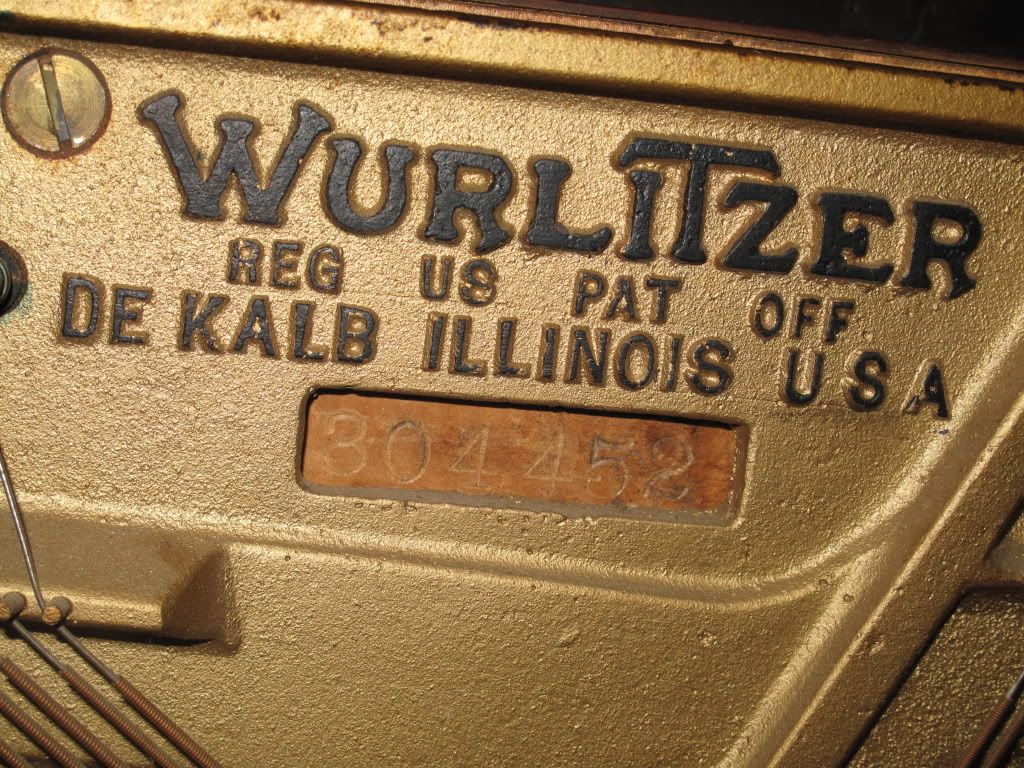 WURLITZER
REG US PAT OFF
DE KALB ILLINOIS USA
304452